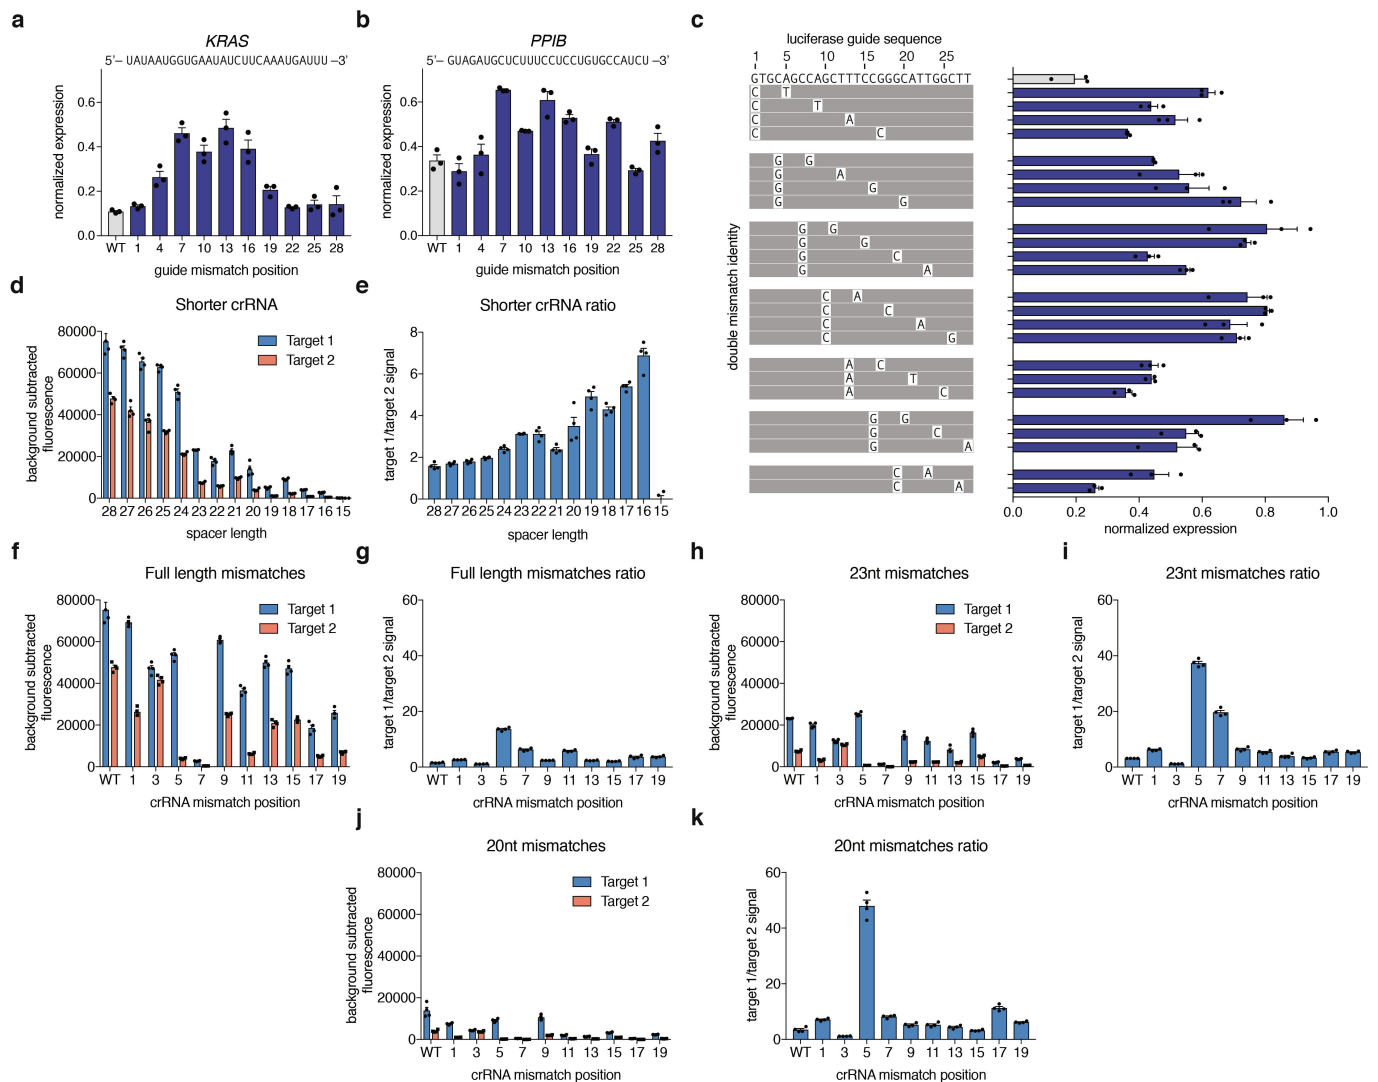 a
KRAS
5'– UAUAAUGGUGAAUAUCUUCAAAUGAUUU –3'
normalized expression
0.6
0.4
0.2
0.0
WT 1 4 7 10 13 16 19 22 25 28
guide mismatch position
b
PPIB
5'– GUAGAUGCUCUUUCCUCCUGUGCCAUCU –3'
normalized expression
0.6
0.4
0.2
0.0
WT 1 4 7 10 13 16 19 22 25 28
guide mismatch position
c
luciferase guide sequence
1 5 10 15 20 25
GTGCAGCCAGCTTTCCGGGCATTGGCTT
double mismatch identity
C T
C T
C A
C C
G G
G A
G G
G G
G G
G G
G C
G A
C A
C C
C A
C G
A C
A T
A C
G G
G C
G A
C A
C A
0.0 0.2 0.4 0.6 0.8 1.0
normalized expression
d
Shorter crRNA
background subtracted
fluorescence
80000
60000
40000
20000
0
Target 1
Target 2
28 27 26 25 24 23 22 21 20 19 18 17 16 15
spacer length
e
Shorter crRNA ratio
target 1/target 2 signal
8
6
4
2
0
28 27 26 25 24 23 22 21 20 19 18 17 16 15
spacer length
f
Full length mismatches
background subtracted
fluorescence
80000
60000
40000
20000
0
Target 1
Target 2
WT 1 3 5 7 9 11 13 15 17 19
crRNA mismatch position
g
Full length mismatches ratio
target 1/target 2 signal
60
40
20
0
WT 1 3 5 7 9 11 13 15 17 19
crRNA mismatch position
h
23nt mismatches
background subtracted
fluorescence
80000
60000
40000
20000
0
Target 1
Target 2
WT 1 3 5 7 9 11 13 15 17 19
crRNA mismatch position
i
23nt mismatches ratio
target 1/target 2 signal
60
40
20
0
WT 1 3 5 7 9 11 13 15 17 19
crRNA mismatch position
j
20nt mismatches
background subtracted
fluorescence
80000
60000
40000
20000
0
Target 1
Target 2
WT 1 3 5 7 9 11 13 15 17 19
crRNA mismatch position
k
20nt mismatches ratio
target 1/target 2 signal
60
40
20
0
WT 1 3 5 7 9 11 13 15 17 19
crRNA mismatch position